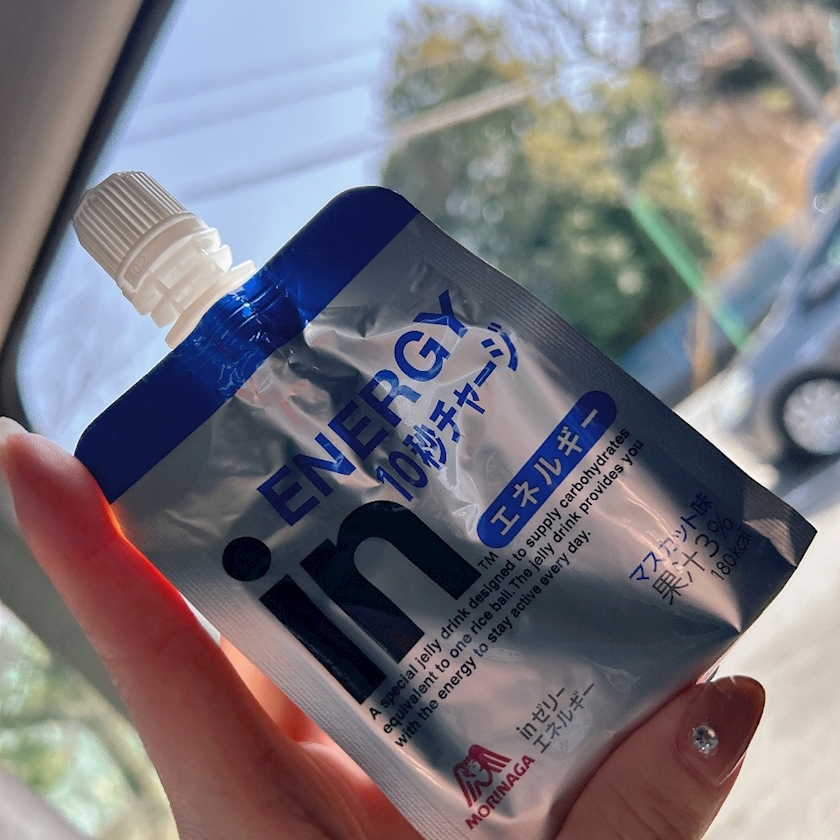 ENERGY
10秒チャージ
エネルギー
in™
A special jelly drink designed to supply carbohydrates
equivalent to one rice ball. The jelly drink provides you
with the energy to stay active every day.
マスカット味
果汁3%
180kcal
inゼリー
エネルギー
MORINAGA